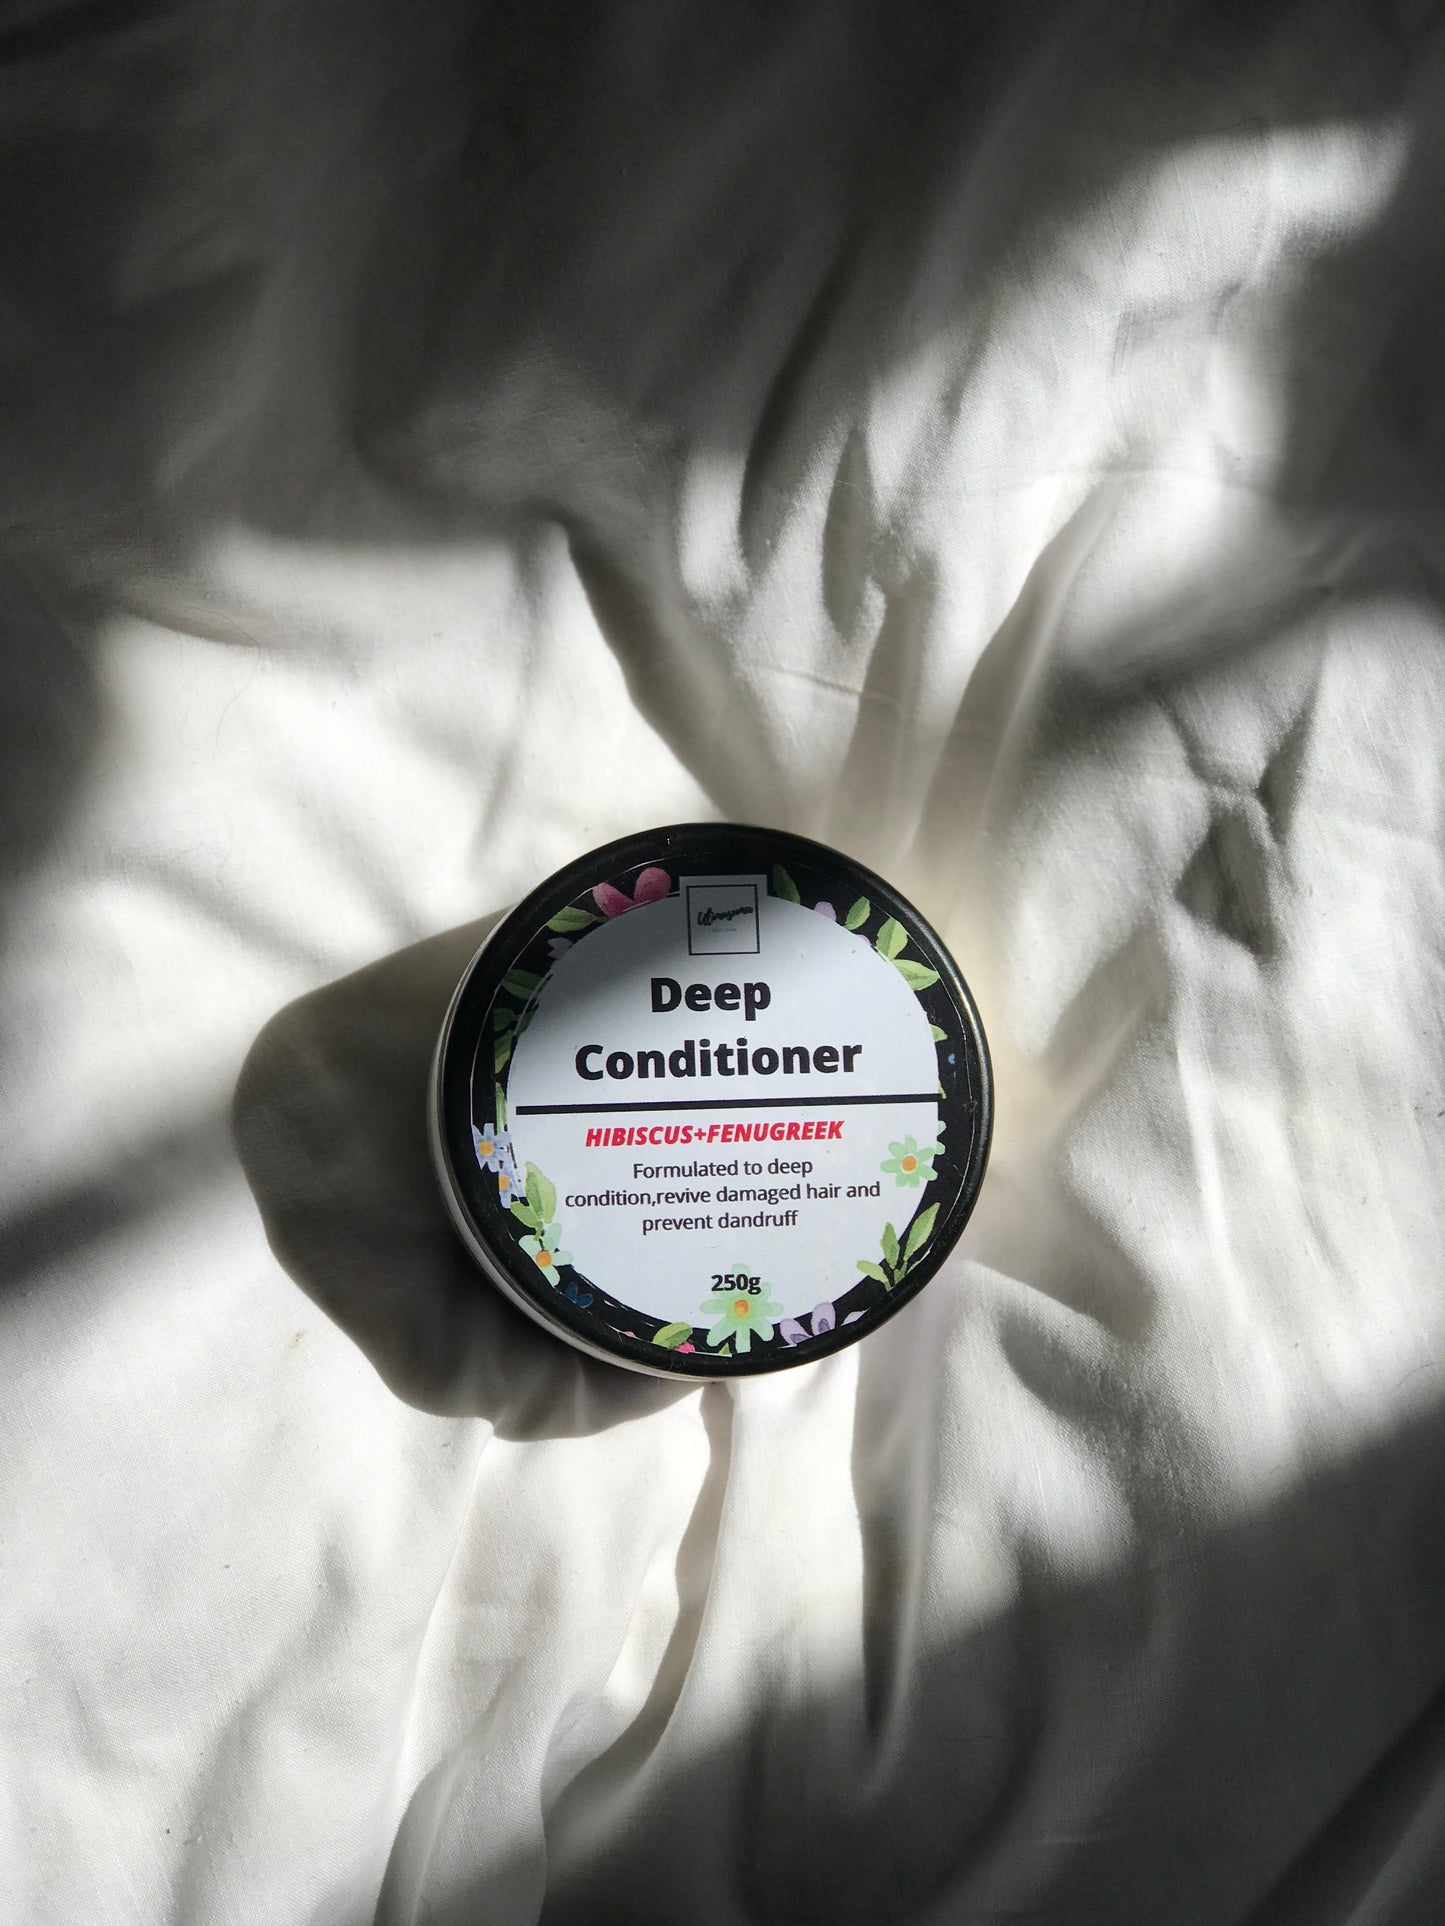 Deep
Conditioner
HIBISCUS+FENUGREEK
Formulated to deep
condition,revive damaged hair and
prevent dandruff
250g